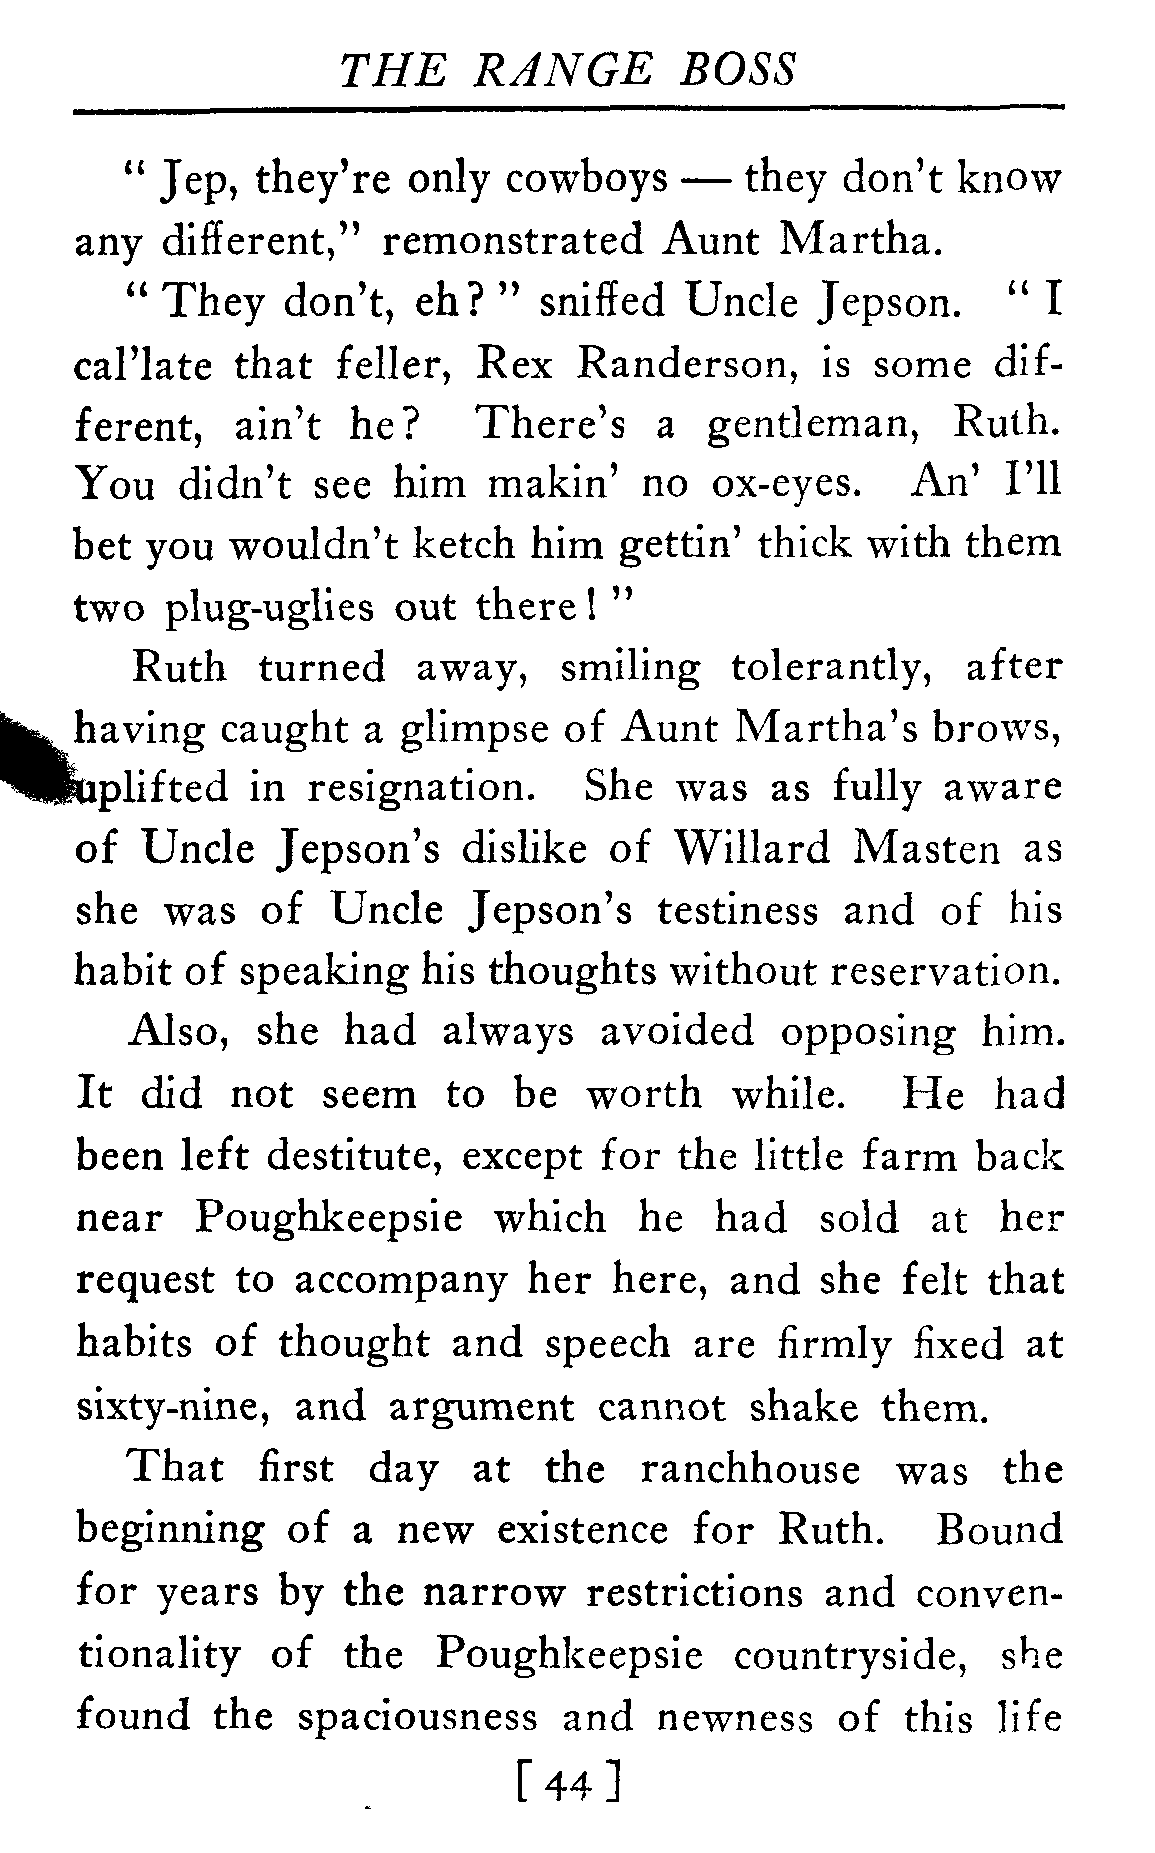 THE RANGE BOSS
" Jep, they're only cowboys — they don't know
any different," remonstrated Aunt Martha.
" They don't, eh? " sniffed Uncle Jepson. " I
cal'late that feller, Rex Randerson, is some dif-
ferent, ain't he? There's a gentleman, Ruth.
You didn't see him makin' no ox-eyes. An' I'll
bet you wouldn't ketch him gettin' thick with them
two plug-uglies out there! "
Ruth turned away, smiling tolerantly, after
having caught a glimpse of Aunt Martha's brows,
uplifted in resignation. She was as fully aware
of Uncle Jepson's dislike of Willard Masten as
she was of Uncle Jepson's testiness and of his
habit of speaking his thoughts without reservation.
Also, she had always avoided opposing him.
It did not seem to be worth while. He had
been left destitute, except for the little farm back
near Poughkeepsie which he had sold at her
request to accompany her here, and she felt that
habits of thought and speech are firmly fixed at
sixty-nine, and argument cannot shake them.
That first day at the ranchhouse was the
beginning of a new existence for Ruth. Bound
for years by the narrow restrictions and conven-
tionality of the Poughkeepsie countryside, she
found the spaciousness and newness of this life
[ 44 ]